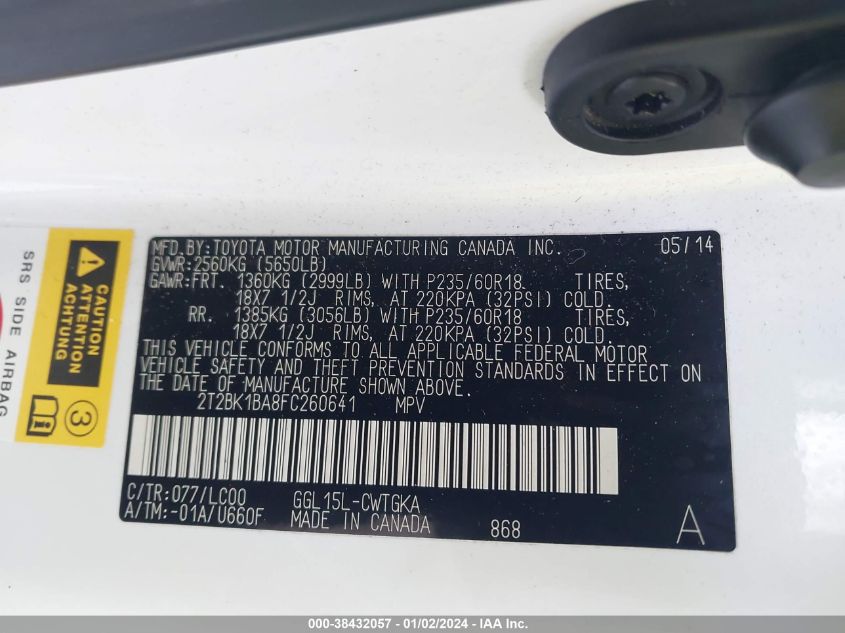 MFD.BY:TOYOTA MOTOR MANUFACTURING CANADA INC. 05/14
GVWR:2560KG (5650LB)
GAWR:FRT. 1360KG (2999LB) WITH P235/60R18 TIRES,
18X7 1/2J RIMS, AT 220KPA (32PSI) COLD.
RR. 1385KG (3056LB) WITH P235/60R18 TIRES,
18X7 1/2J RIMS, AT 220KPA (32PSI) COLD.
THIS VEHICLE CONFORMS TO ALL APPLICABLE FEDERAL MOTOR
VEHICLE SAFETY AND THEFT PREVENTION STANDARDS IN EFFECT ON
THE DATE OF MANUFACTURE SHOWN ABOVE.
2T2BK1BA8FC260641 MPV
C/TR:077/LC00 GGL15L-CWTGKA
A/TM:-01A/U660F MADE IN CANADA 868 A
SRS SIDE AIRBAG
CAUTION
ATTENTION
ACHTUNG
3
i
000-38432057 - 01/02/2024 - IAAI.com